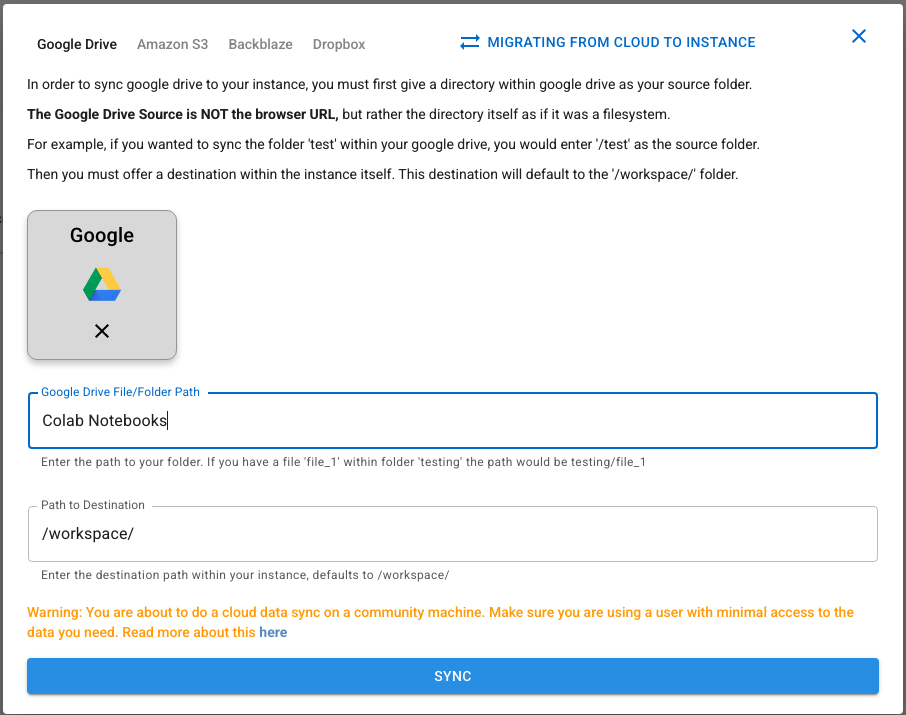 Google Drive Amazon S3 Backblaze Dropbox MIGRATING FROM CLOUD TO INSTANCE
In order to sync google drive to your instance, you must first give a directory within google drive as your source folder.
The Google Drive Source is NOT the browser URL, but rather the directory itself as if it was a filesystem.
For example, if you wanted to sync the folder 'test' within your google drive, you would enter '/test' as the source folder.
Then you must offer a destination within the instance itself. This destination will default to the '/workspace/' folder.
Google
Google Drive File/Folder Path
Colab Notebooks
Enter the path to your folder. If you have a file 'file_1' within folder 'testing' the path would be testing/file_1
Path to Destination
/workspace/
Enter the destination path within your instance, defaults to /workspace/
Warning: You are about to do a cloud data sync on a community machine. Make sure you are using a user with minimal access to the
data you need. Read more about this here
SYNC